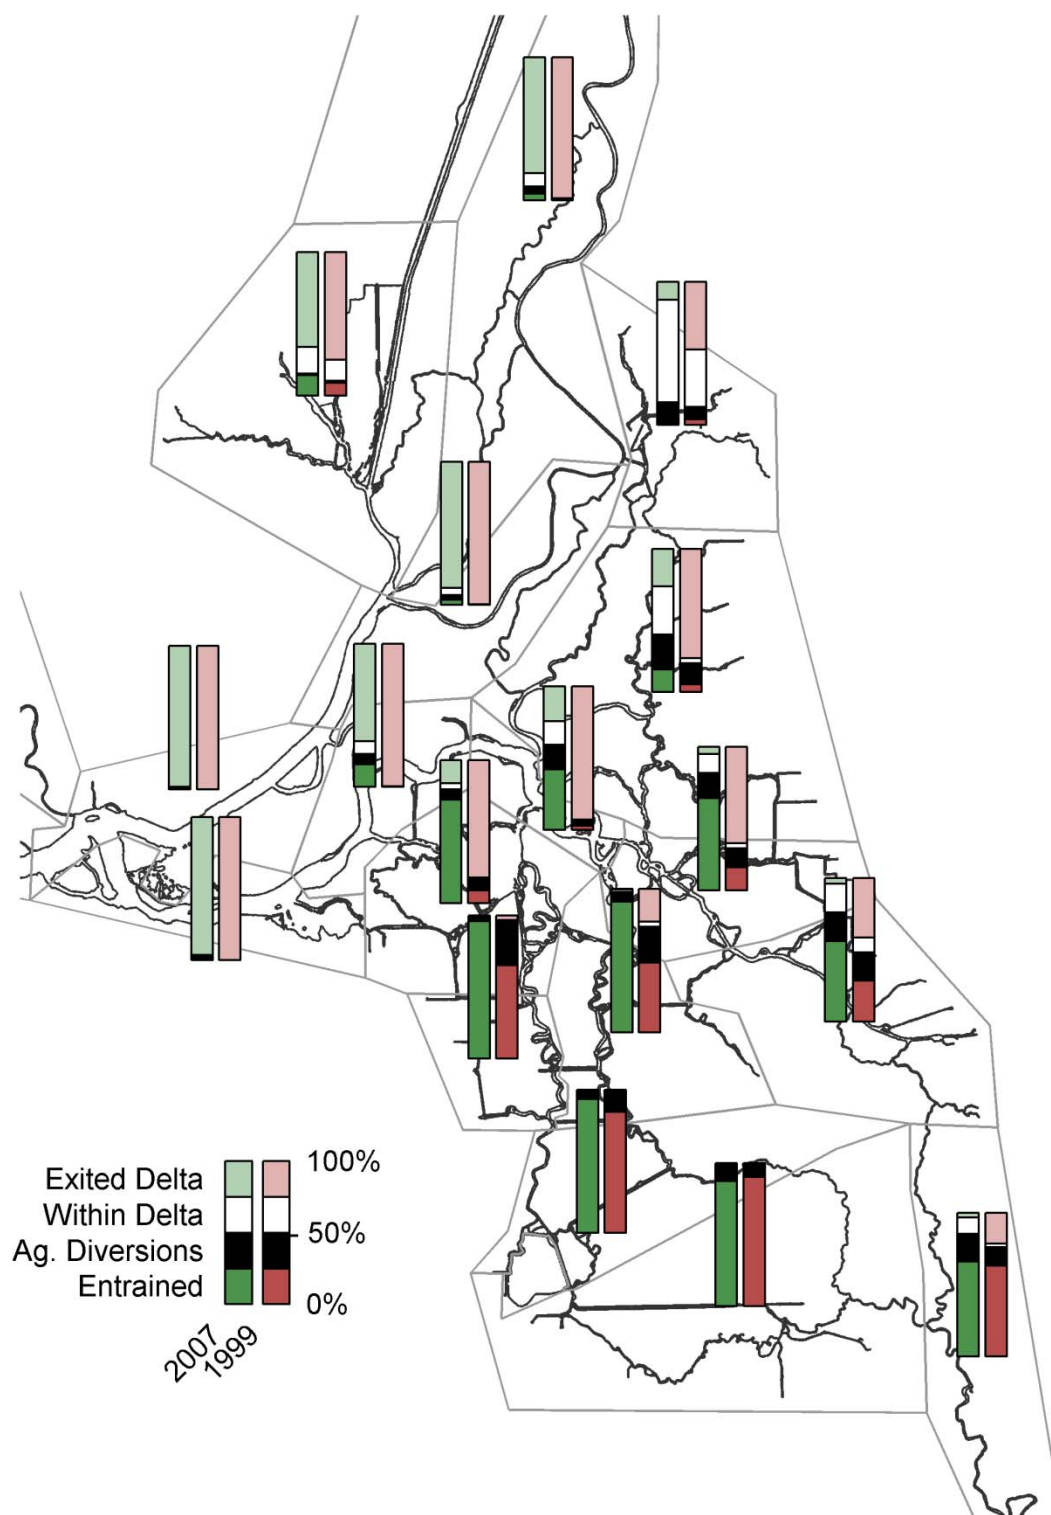 Exited Delta
Within Delta
Ag. Diversions
Entrained
100%
50%
0%
2007
1999